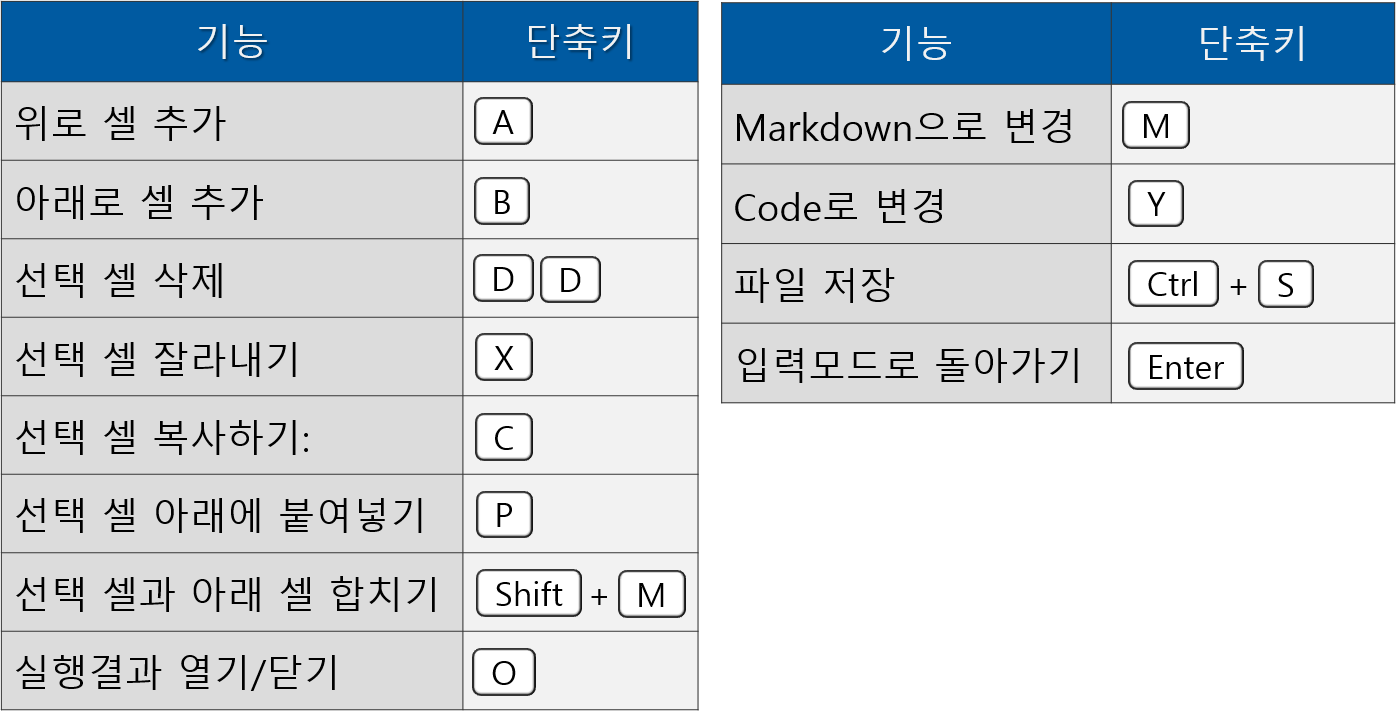 기능 단축키
위로 셀 추가 A
아래로 셀 추가 B
선택 셀 삭제 D D
선택 셀 잘라내기 X
선택 셀 복사하기: C
선택 셀 아래에 붙여넣기 P
선택 셀과 아래 셀 합치기 Shift + M
실행결과 열기/닫기 O
기능 단축키
Markdown으로 변경 M
Code로 변경 Y
파일 저장 Ctrl + S
입력모드로 돌아가기 Enter